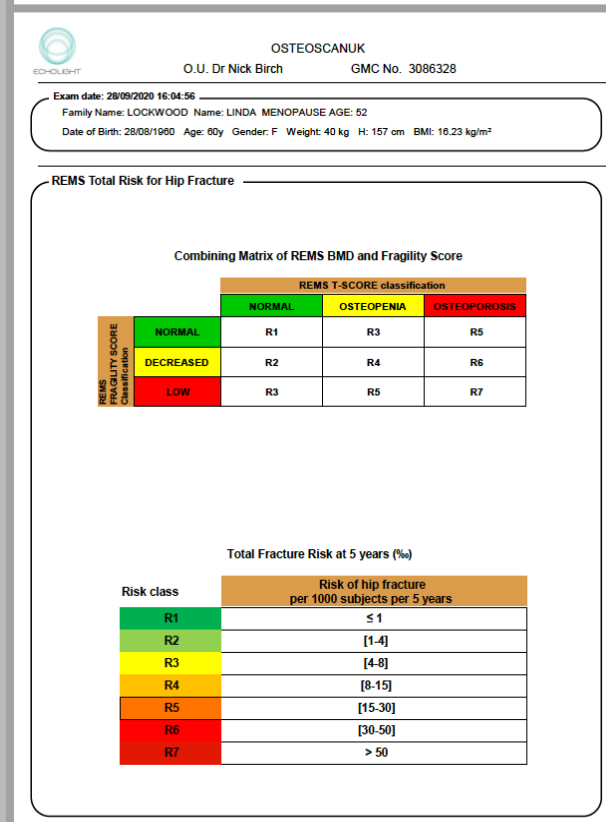 OSTEOSCANUK
ECHOLIGHT
O.U. Dr Nick Birch GMC No. 3086328
Exam date: 28/09/2020 16:04:56
Family Name: LOCKWOOD Name: LINDA MENOPAUSE AGE: 52
Date of Birth: 28/08/1960 Age: 60y Gender: F Weight: 40 kg H: 157 cm BMI: 16.23 kg/m²
REMS Total Risk for Hip Fracture
Combining Matrix of REMS BMD and Fragility Score
REMS T-SCORE classification
NORMAL OSTEOPENIA OSTEOPOROSIS
REMS
FRAGILITY SCORE
Classification
NORMAL R1 R3 R5
DECREASED R2 R4 R6
LOW R3 R5 R7
Total Fracture Risk at 5 years (‰)
Risk class
Risk of hip fracture
per 1000 subjects per 5 years
R1 ≤ 1
R2 [1-4]
R3 [4-8]
R4 [8-15]
R5 [15-30]
R6 [30-50]
R7 > 50